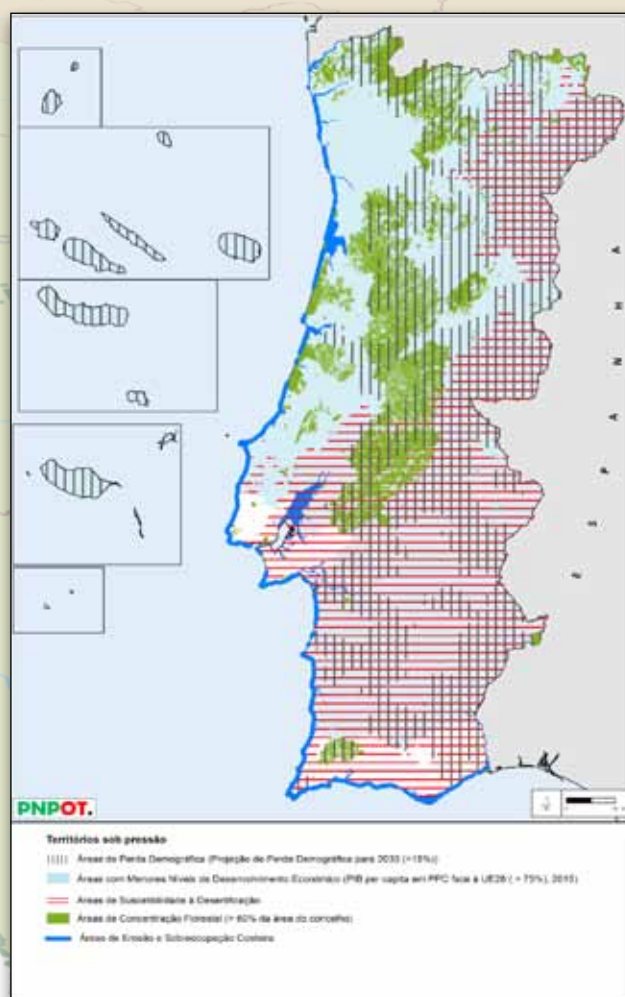 ESPANHA
PNPOT.
Territórios sob pressão
Áreas de Perda Demográfica (Projeção de Perda Demográfica para 2030 (>15%))
Áreas com Menores Níveis de Desenvolvimento Económico (PIB per capita em PPC face à UE28 ( < 75%), 2015)
Áreas de Suscetibilidade à Desertificação
Áreas de Concentração Florestal (> 60% da área do concelho)
Áreas de Erosão e Sobreocupação Costeira